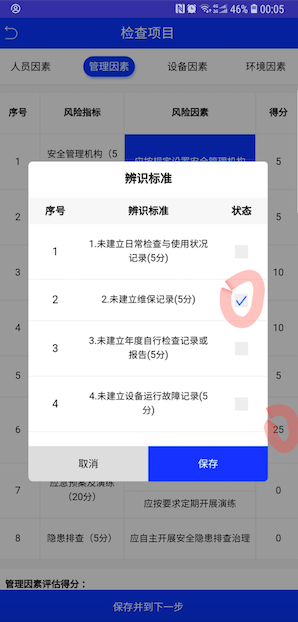 46% 00:05
检查项目
人员因素 管理因素 设备因素 环境因素
序号 风险指标 风险因素 得分
安全管理机构（5
1 应按规定设置安全管理机构 5
2 5
3 10
4 10
5 5
6 25
辨识标准
序号 辨识标准 状态
1 1.未建立日常检查与使用状况
记录(5分)
2 2.未建立维保记录(5分)
3 3.未建立年度自行检查记录或
报告(5分)
4 4.未建立设备运行故障记录(5
分)
取消 保存
7 应急预案及演练
（20分） 应按要求定期开展演练 0
8 隐患排查（5分） 应自主开展安全隐患排查治理 0
管理因素评估得分：
保存并到下一步